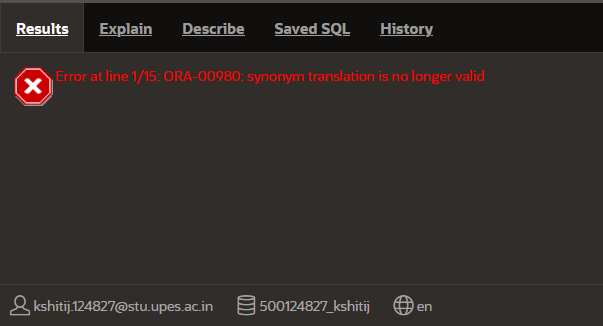 Results Explain Describe Saved SQL History
Error at line 1/15: ORA-00980: synonym translation is no longer valid
kshitij.124827@stu.upes.ac.in 500124827_kshitij en